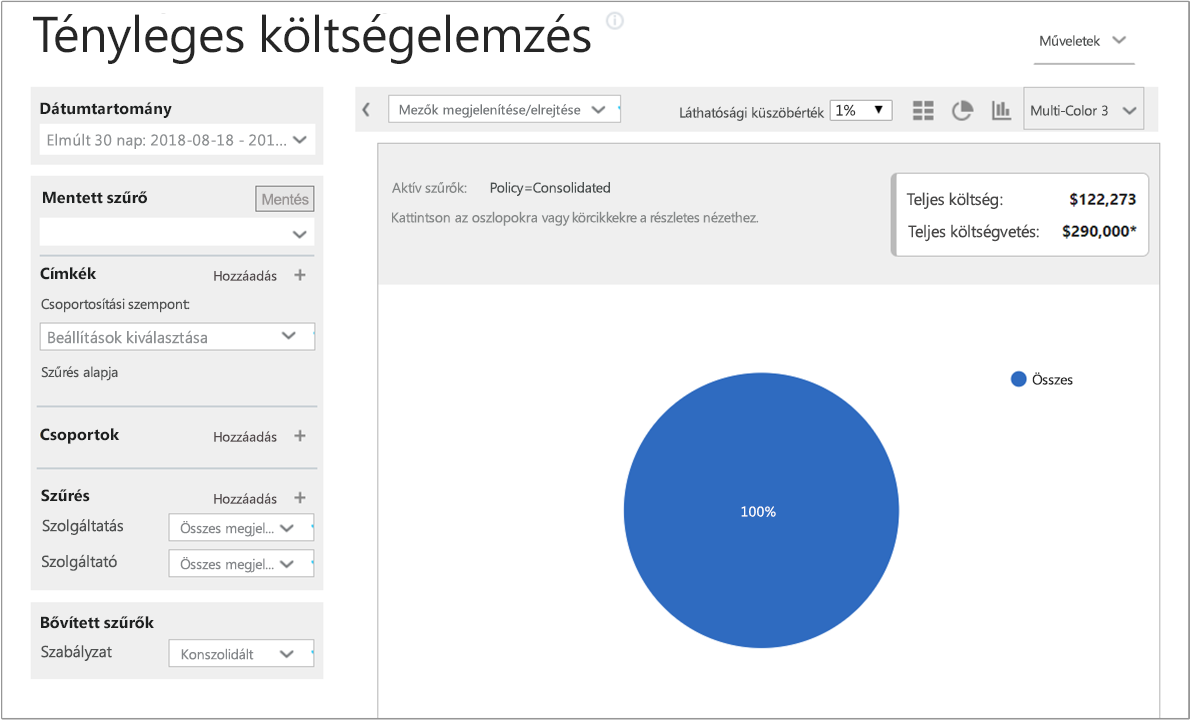 Tényleges költségelemzés
Műveletek
Dátumtartomány
Elmúlt 30 nap: 2018-08-18 - 201...
Mentett szűrő
Mentés
Címkék
Hozzáadás +
Csoportosítási szempont:
Beállítások kiválasztása
Szűrés alapja
Csoportok
Hozzáadás +
Szűrés
Hozzáadás +
Szolgáltatás
Összes megjel...
Szolgáltató
Összes megjel...
Bővített szűrők
Szabályzat
Konszolidált
Mezők megjelenítése/elrejtése
Láthatósági küszöbérték
1%
Multi-Color 3
Aktív szűrők: Policy=Consolidated
Kattintson az oszlopokra vagy körcikkekre a részletes nézethez.
Teljes költség: $122,273
Teljes költségvetés: $290,000*
Összes
100%